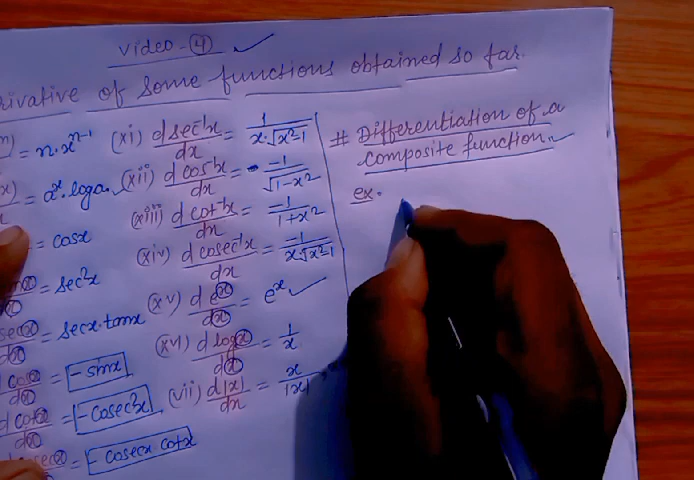 video-④
rivative of some functions obtained so far.
= n.x^{n-1}
= a^x.loga.
= cosx
= sec²x
= secx.tanx
= -sinx
= -cosec²x
= -cosecx.cotx
(xi) d sec⁻¹x/dx = 1/x.√x²-1
(xii) d cos⁻¹x/dx = -1/√1-x²
(xiii) d cot⁻¹x/dx = -1/1+x²
(xiv) d cosec⁻¹x/dx = -1/x.√x²-1
(xv) d e^x/dx = e^x
(xvi) d logx/dx = 1/x
(vii) d|x|/dx = x/|x|
# Differentiation of a
composite function.
ex.